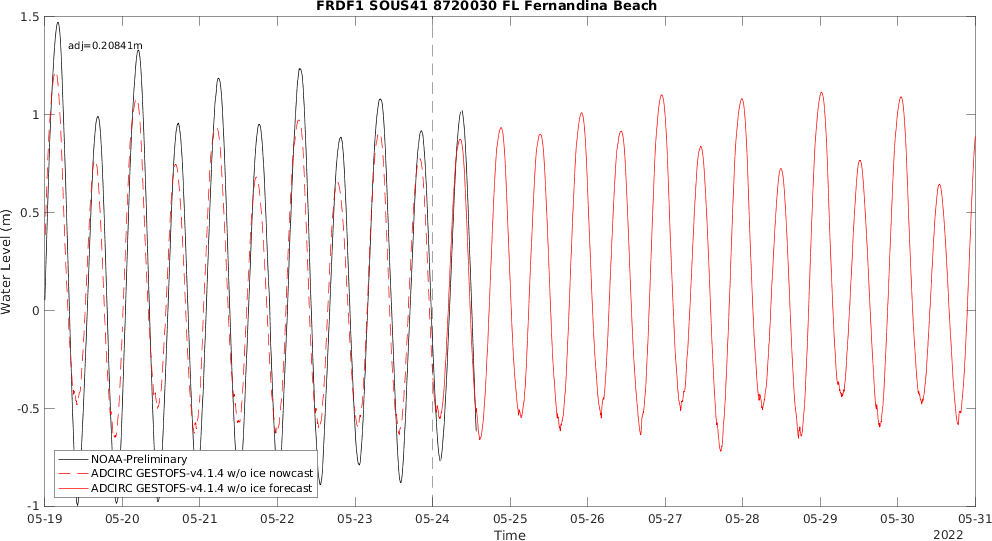 FRDF1 SOUS41 8720030 FL Fernandina Beach
adj=0.20841m
1.5
1
0.5
0
-0.5
-1
Water Level (m)
NOAA-Preliminary
ADCIRC GESTOFS-v4.1.4 w/o ice nowcast
ADCIRC GESTOFS-v4.1.4 w/o ice forecast
05-19 05-20 05-21 05-22 05-23 05-24 05-25 05-26 05-27 05-28 05-29 05-30 05-31
Time
2022